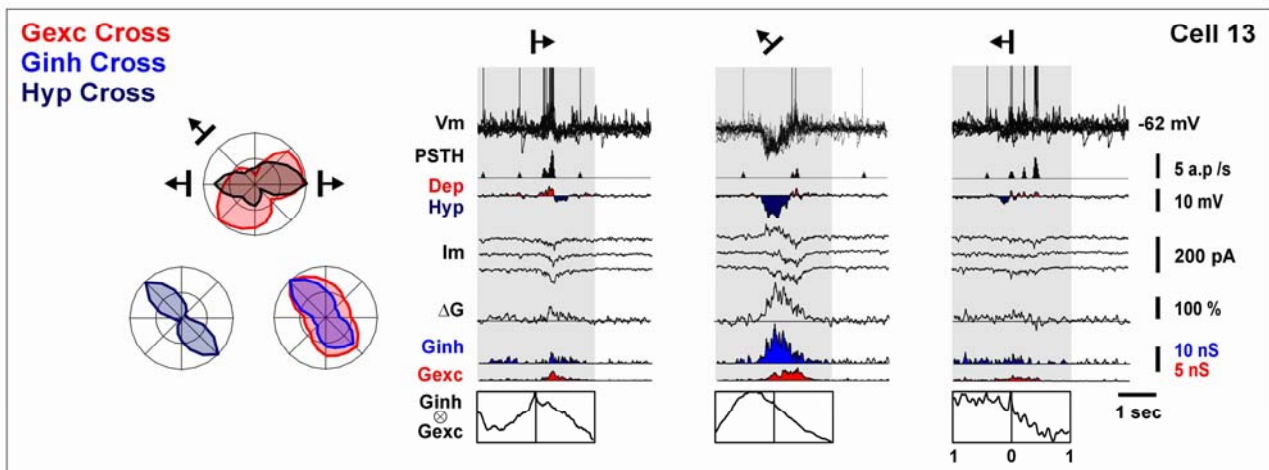 Gexc Cross
Ginh Cross
Hyp Cross
Cell 13
Vm
-62 mV
PSTH
5 a.p /s
Dep
Hyp
10 mV
Im
200 pA
ΔG
100 %
Ginh
10 nS
Gexc
5 nS
Ginh
⊗
Gexc
1 sec
1 0 1